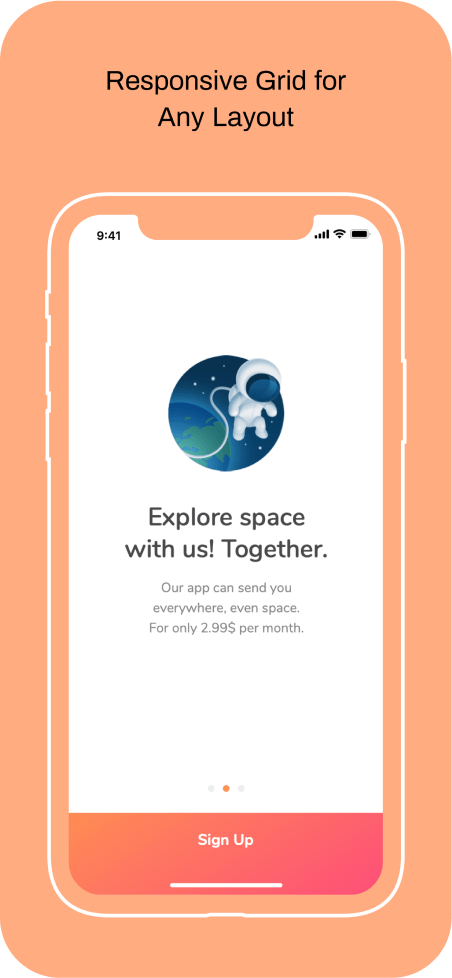 Responsive Grid for
Any Layout
9:41
Explore space
with us! Together.
Our app can send you
everywhere, even space.
For only 2.99$ per month.
Sign Up